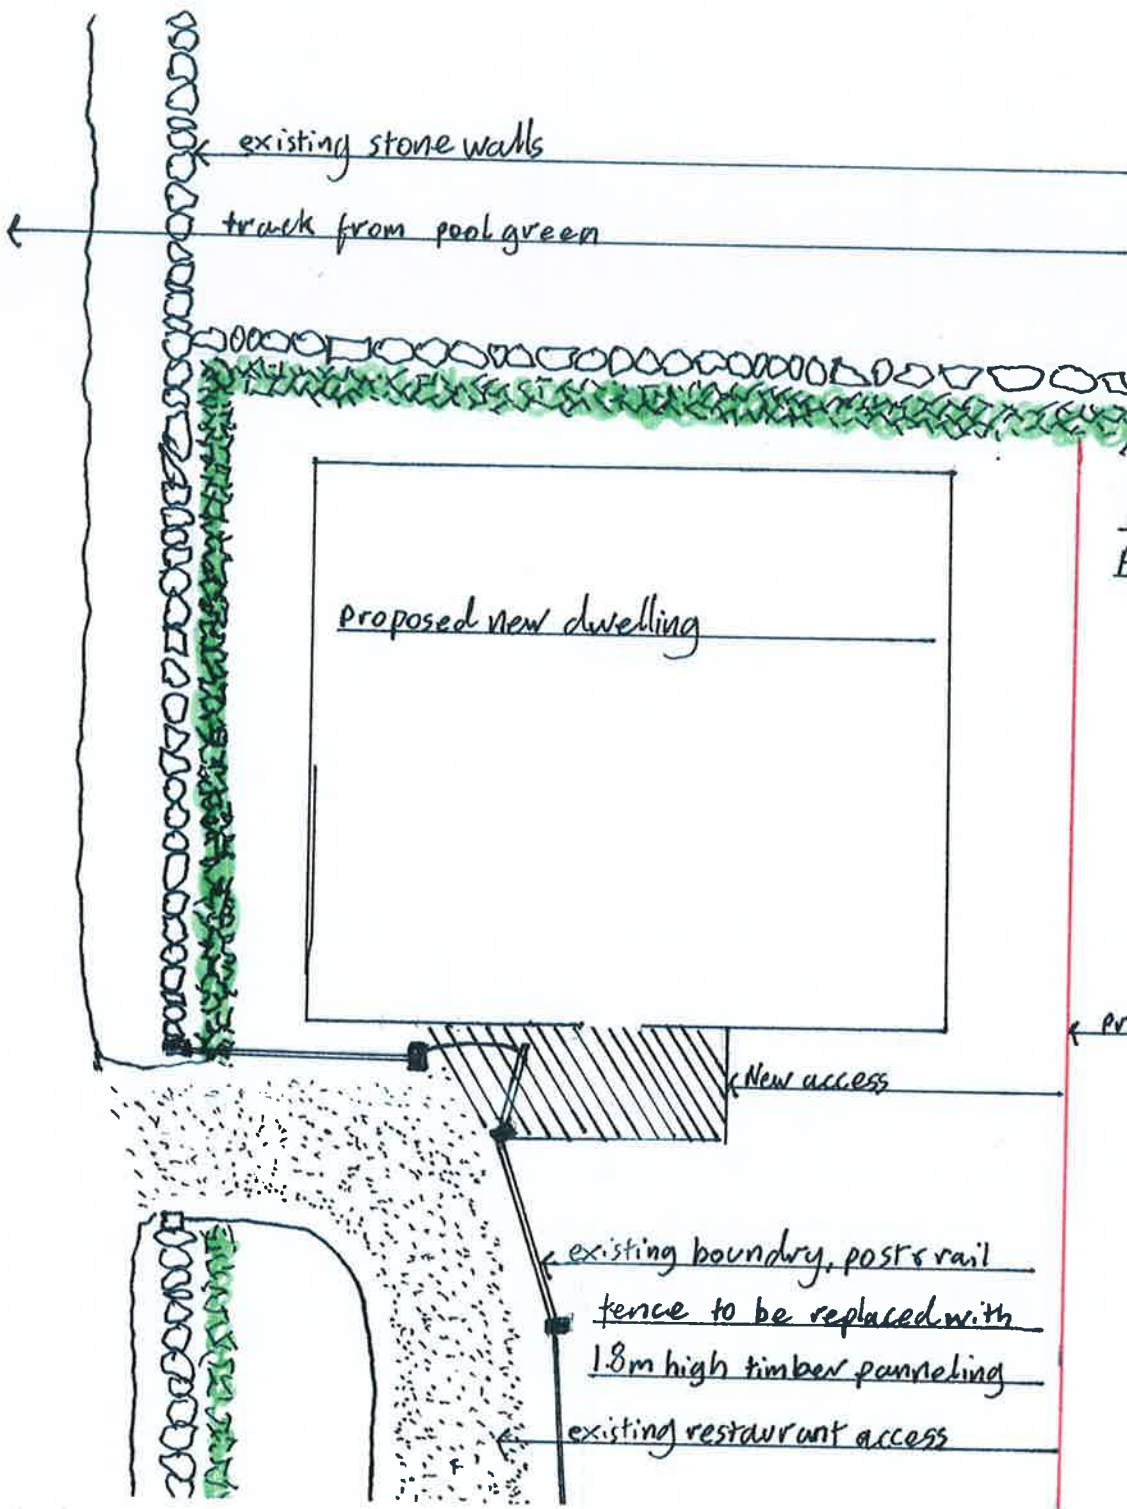 existing stone walls
track from pool green
proposed new dwelling
New access
existing boundry, post & rail
fence to be replaced with
1.8m high timber panneling
existing restaurant access